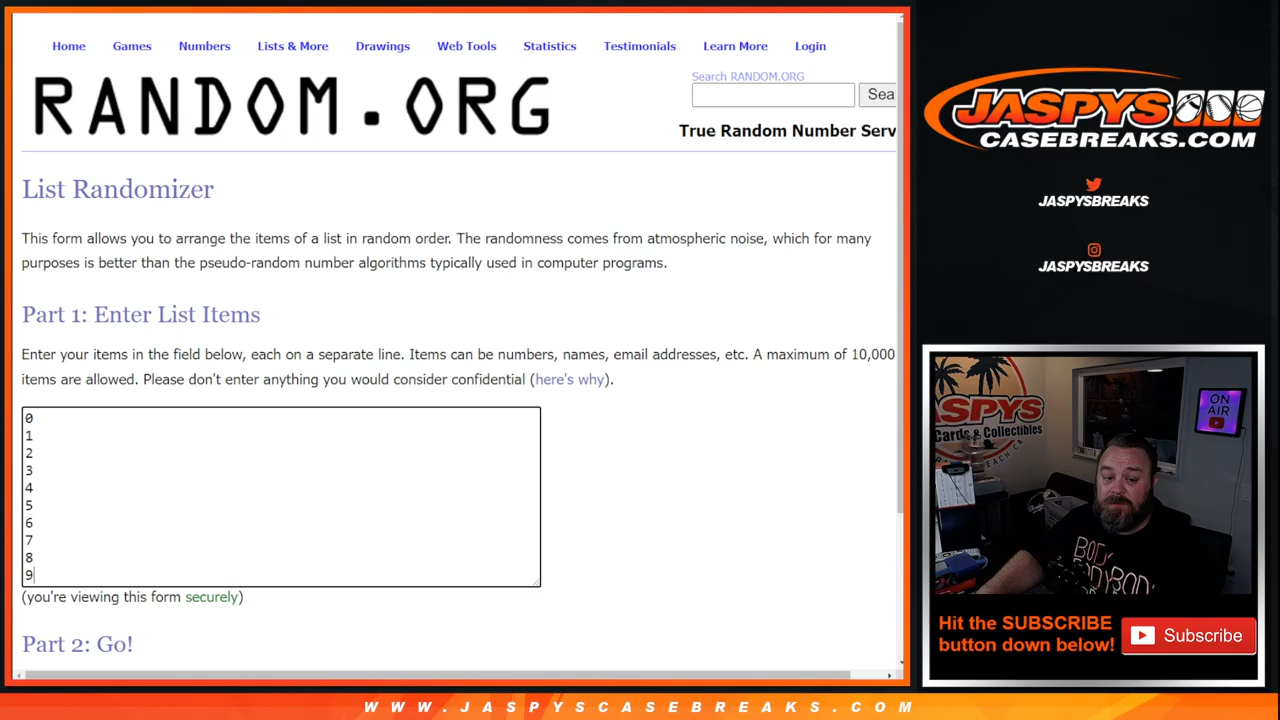 Home Games Numbers Lists & More Drawings Web Tools Statistics Testimonials Learn More Login
RANDOM.ORG
Search RANDOM.ORG
Sea
True Random Number Serv
List Randomizer
This form allows you to arrange the items of a list in random order. The randomness comes from atmospheric noise, which for many
purposes is better than the pseudo-random number algorithms typically used in computer programs.
Part 1: Enter List Items
Enter your items in the field below, each on a separate line. Items can be numbers, names, email addresses, etc. A maximum of 10,000
items are allowed. Please don't enter anything you would consider confidential (here's why).
0
1
2
3
4
5
6
7
8
9
(you're viewing this form securely)
Part 2: Go!
JASPYS
CASEBREAKS.COM
JASPYSBREAKS
JASPYSBREAKS
ASPYS
Cards & Collectibles
ON
AIR
BODY
Hit the SUBSCRIBE
button down below!
Subscribe
WWW.JASPYSCASEBREAKS.COM